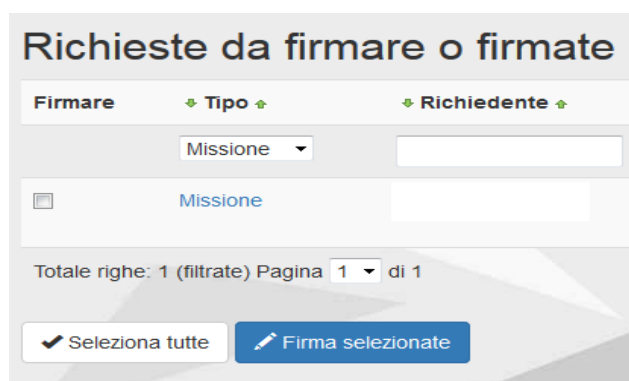 Richieste da firmare o firmate
Firmare Tipo Richiedente
Missione
Missione
Totale righe: 1 (filtrate) Pagina 1 di 1
Seleziona tutte Firma selezionate